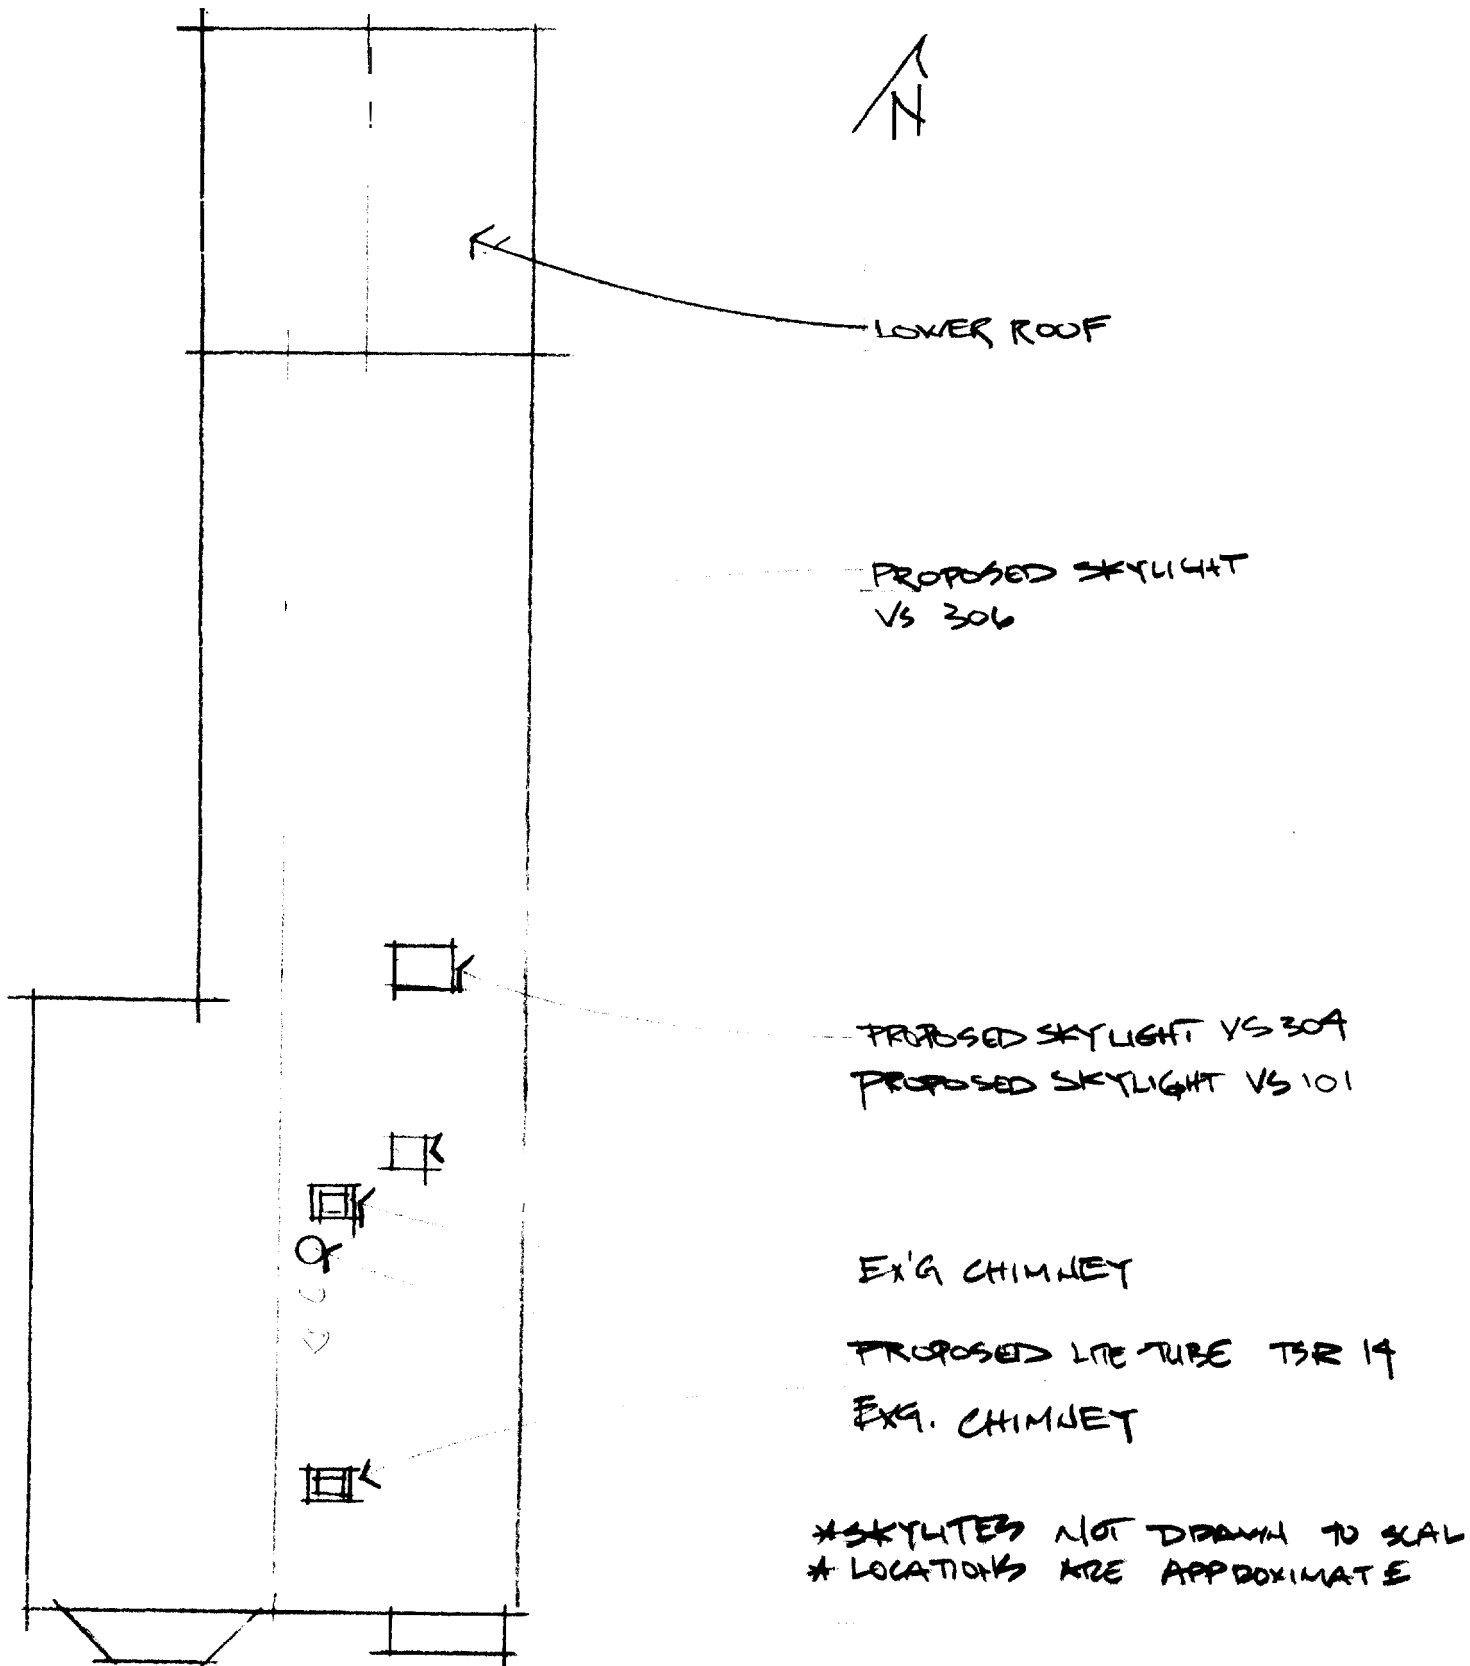 N
LOWER ROOF
PROPOSED SKYLIGHT
VS 306
PROPOSED SKYLIGHT VS 304
PROPOSED SKYLIGHT VS 101
EX'G CHIMNEY
PROPOSED LITE TUBE TSR 14
EXG. CHIMNEY
*SKYLITES NOT DRAWN TO SCAL
* LOCATIONS ARE APPROXIMATE